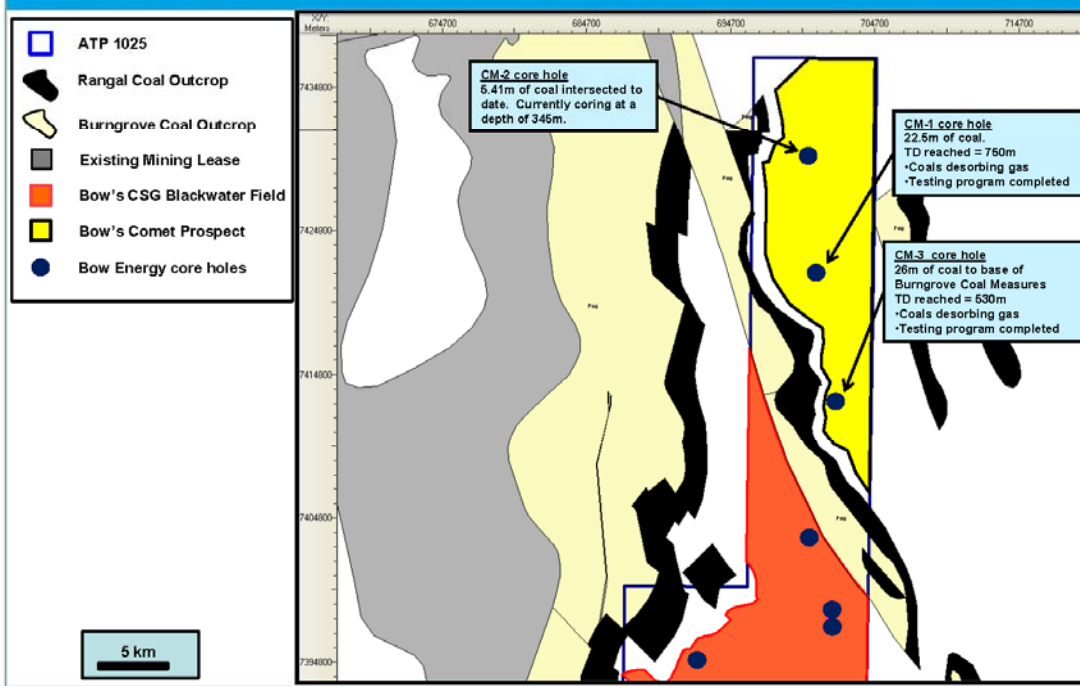 ATP 1025
Rangal Coal Outcrop
Burngrove Coal Outcrop
Existing Mining Lease
Bow's CSG Blackwater Field
Bow's Comet Prospect
Bow Energy core holes
5 km
X/Y:
Meters
674700
684700
694700
704700
714700
7434800
7424800
7414800
7404800
7394800
CM-2 core hole
5.41m of coal intersected to
date. Currently coring at a
depth of 345m.
CM-1 core hole
22.5m of coal.
TD reached = 750m
•Coals desorbing gas
•Testing program completed
CM-3 core hole
26m of coal to base of
Burngrove Coal Measures
TD reached = 530m
•Coals desorbing gas
•Testing program completed